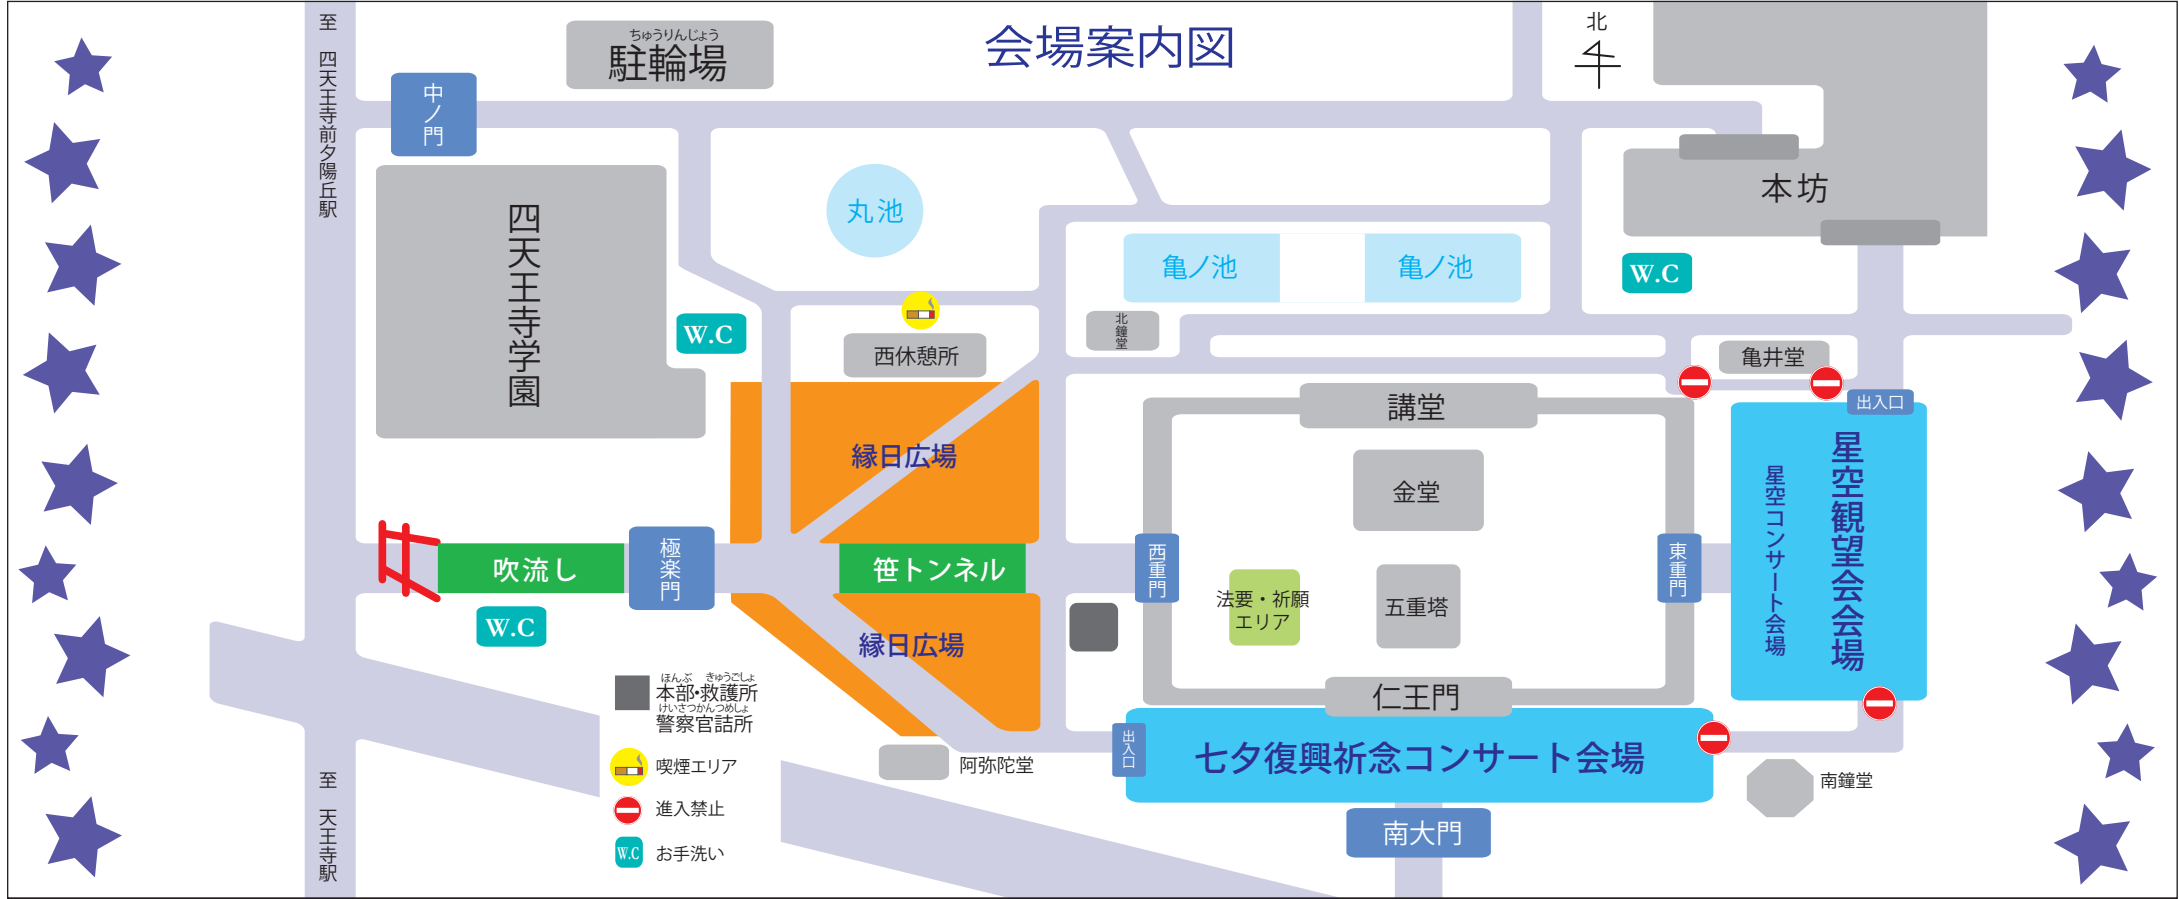 会場案内図
至 四天王寺前夕陽丘駅
ちゅうりんじょう
駐輪場
北
中ノ門
四天王寺学園
丸池
亀ノ池
亀ノ池
本坊
W.C
W.C
北鐘堂
西休憩所
亀井堂
出入口
講堂
縁日広場
金堂
星空観望会会場
星空コンサート会場
吹流し
極楽門
笹トンネル
西重門
東重門
法要・祈願
エリア
五重塔
W.C
縁日広場
仁王門
ほんぶ きゅうごしょ
本部・救護所
けいさつかんつめしょ
警察官詰所
喫煙エリア
進入禁止
W.C
お手洗い
阿弥陀堂
出入口
七夕復興祈念コンサート会場
南鐘堂
南大門
至 天王寺駅